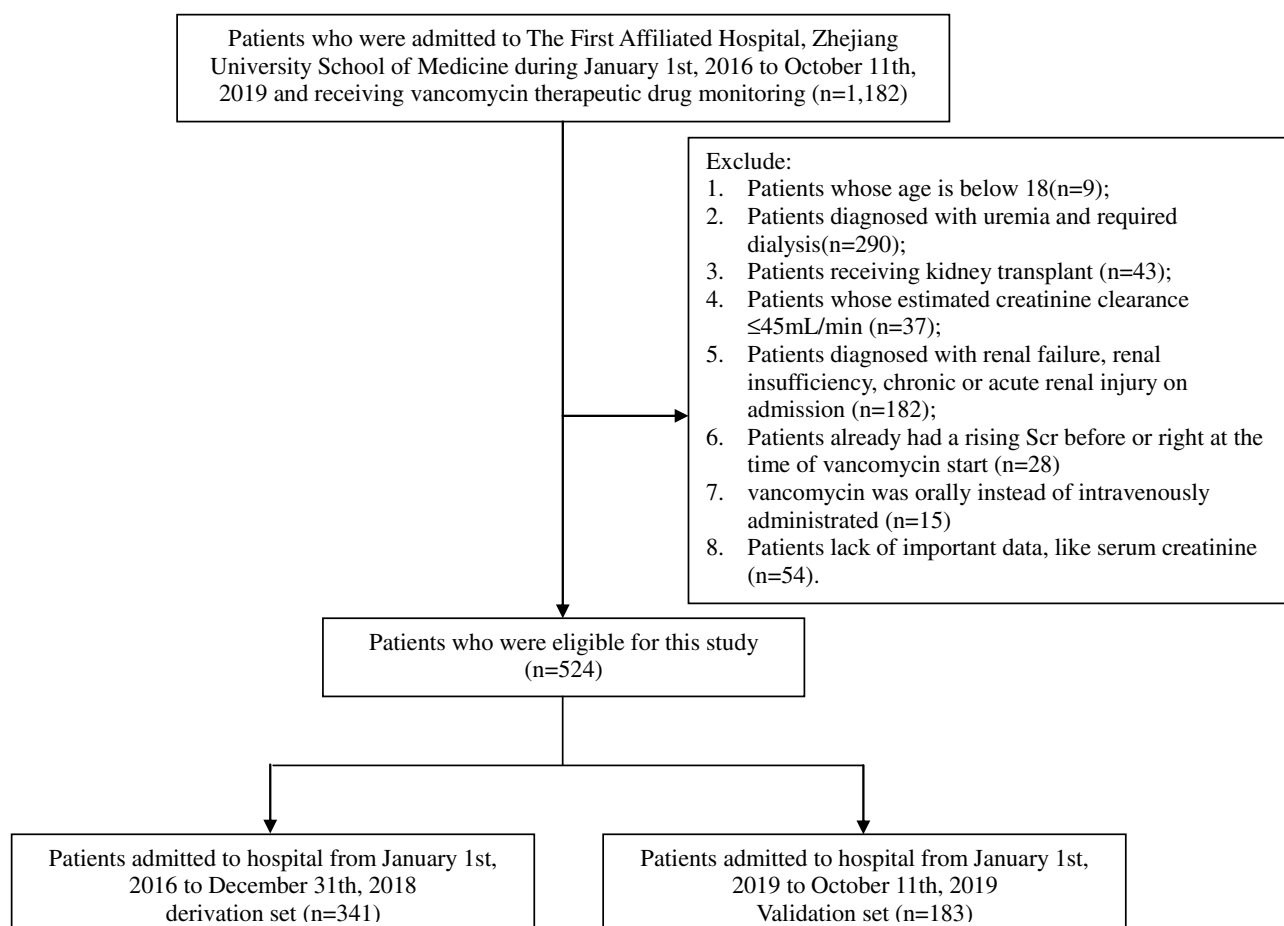 Patients who were admitted to The First Affiliated Hospital, Zhejiang
University School of Medicine during January 1st, 2016 to October 11th,
2019 and receiving vancomycin therapeutic drug monitoring (n=1,182)
Exclude:
1. Patients whose age is below 18(n=9);
2. Patients diagnosed with uremia and required
dialysis(n=290);
3. Patients receiving kidney transplant (n=43);
4. Patients whose estimated creatinine clearance
≤45mL/min (n=37);
5. Patients diagnosed with renal failure, renal
insufficiency, chronic or acute renal injury on
admission (n=182);
6. Patients already had a rising Scr before or right at the
time of vancomycin start (n=28)
7. vancomycin was orally instead of intravenously
administrated (n=15)
8. Patients lack of important data, like serum creatinine
(n=54).
Patients who were eligible for this study
(n=524)
Patients admitted to hospital from January 1st,
2016 to December 31th, 2018
derivation set (n=341)
Patients admitted to hospital from January 1st,
2019 to October 11th, 2019
Validation set (n=183)